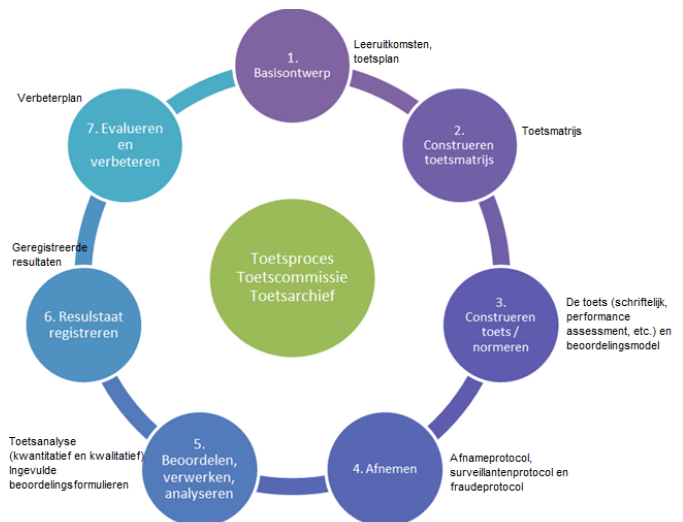 1.
Basisontwerp
Leeruitkomsten,
toetsplan
2.
Construeren
toetsmatrijs
Toetsmatrijs
3.
Construeren
toets /
normeren
De toets (schriftelijk,
performance
assessment, etc.) en
beoordelingsmodel
4. Afnemen
Afnameprotocol,
surveillantenprotocol en
fraudeprotocol
5.
Beoordelen,
verwerken,
analyseren
Toetsanalyse
(kwantitatief en kwalitatief)
Ingevulde
beoordelingsformulieren
6. Resulstaat
registreren
Geregistreerde
resultaten
7. Evalueren
en
verbeteren
Verbeterplan
Toetsproces
Toetscommissie
Toetsarchief